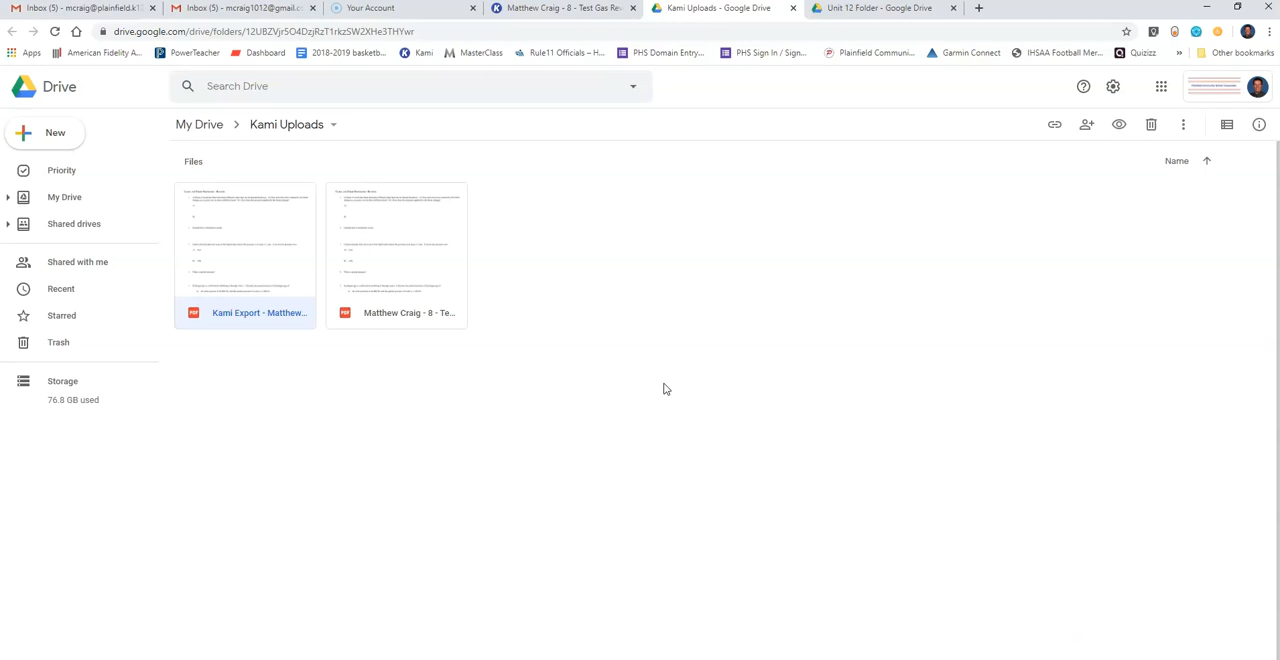 Inbox (5) - mcraig@plainfield.k1
Inbox (5) - mcraig1012@gmail.c
Your Account
Matthew Craig - 8 - Test Gas Rev
Kami Uploads - Google Drive
Unit 12 Folder - Google Drive
drive.google.com/drive/folders/12UBZVjr5O4DzjRzT1rkzSW2XHe3THYwr
Apps
American Fidelity A...
PowerTeacher
Dashboard
2018-2019 basketb...
Kami
MasterClass
Rule11 Officials – H...
PHS Domain Entry...
PHS Sign In / Sign...
Plainfield Communi...
Garmin Connect
IHSAA Football Mer...
Quizizz
»
Other bookmarks
Drive
Search Drive
New
My Drive
Kami Uploads
Priority
My Drive
Shared drives
Shared with me
Recent
Starred
Trash
Storage
76.8 GB used
Files
Name
PDF Kami Export - Matthew...
PDF Matthew Craig - 8 - Te...